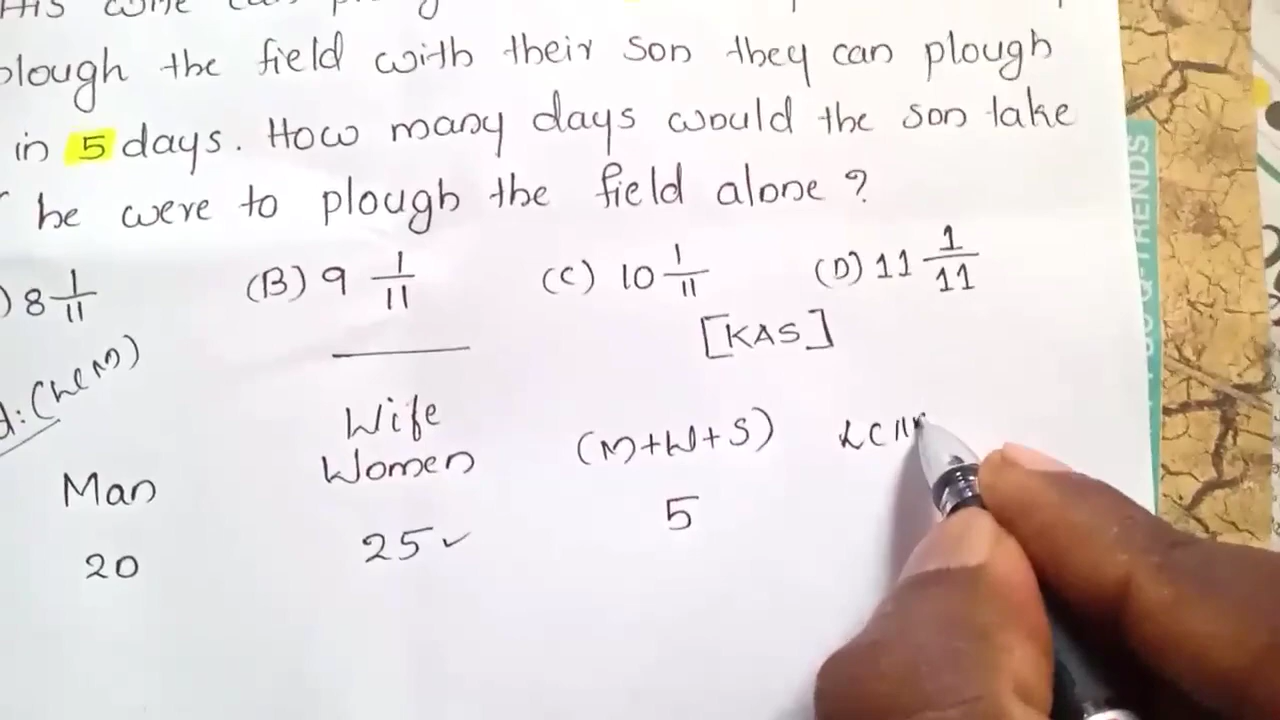 plough the field with their son they can plough
in 5 days. How many days would the son take
he were to plough the field alone ?
) 8 1/11 (B) 9 1/11 (C) 10 1/11 (D) 11 1/11
[KAS]
Wife
Man Women (M+W+S) LCM
20 25✓ 5